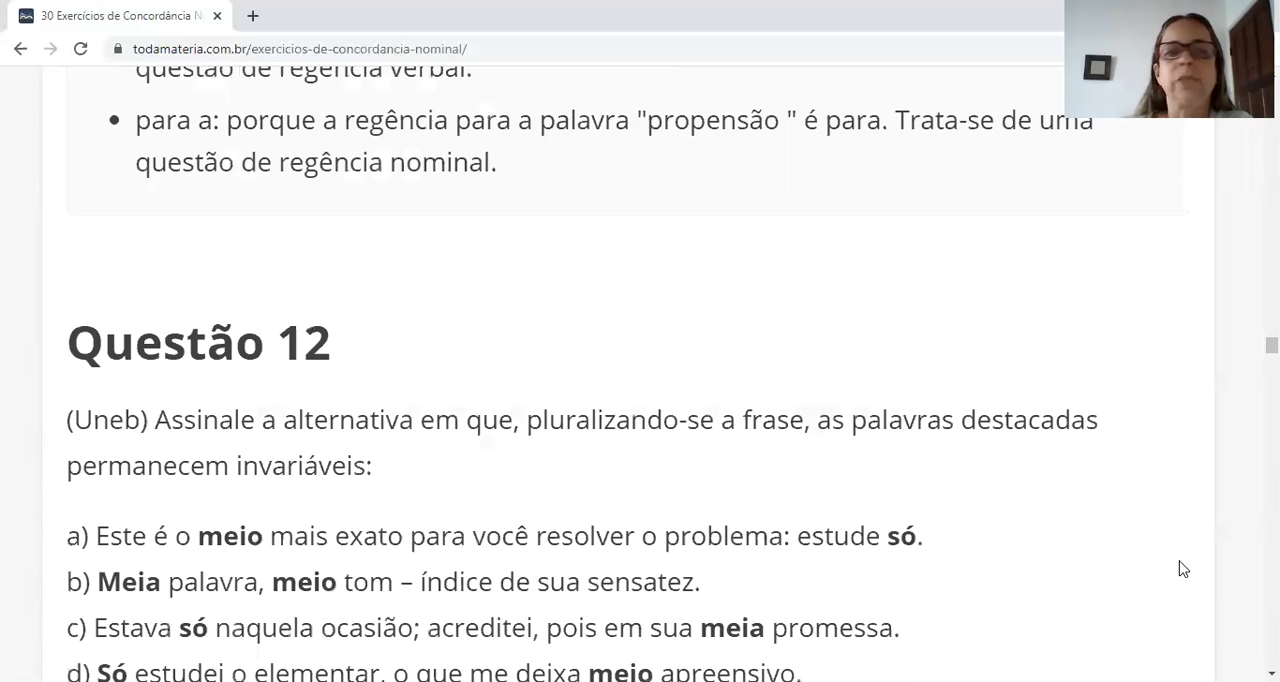 30 Exercícios de Concordância N
todamateria.com.br/exercicios-de-concordancia-nominal/
questão de regência verbal.
para a: porque a regência para a palavra "propensão " é para. Trata-se de uma
questão de regência nominal.
Questão 12
(Uneb) Assinale a alternativa em que, pluralizando-se a frase, as palavras destacadas
permanecem invariáveis:
a) Este é o meio mais exato para você resolver o problema: estude só.
b) Meia palavra, meio tom – índice de sua sensatez.
c) Estava só naquela ocasião; acreditei, pois em sua meia promessa.
d) Só estudei o elementar, o que me deixa meio apreensivo.